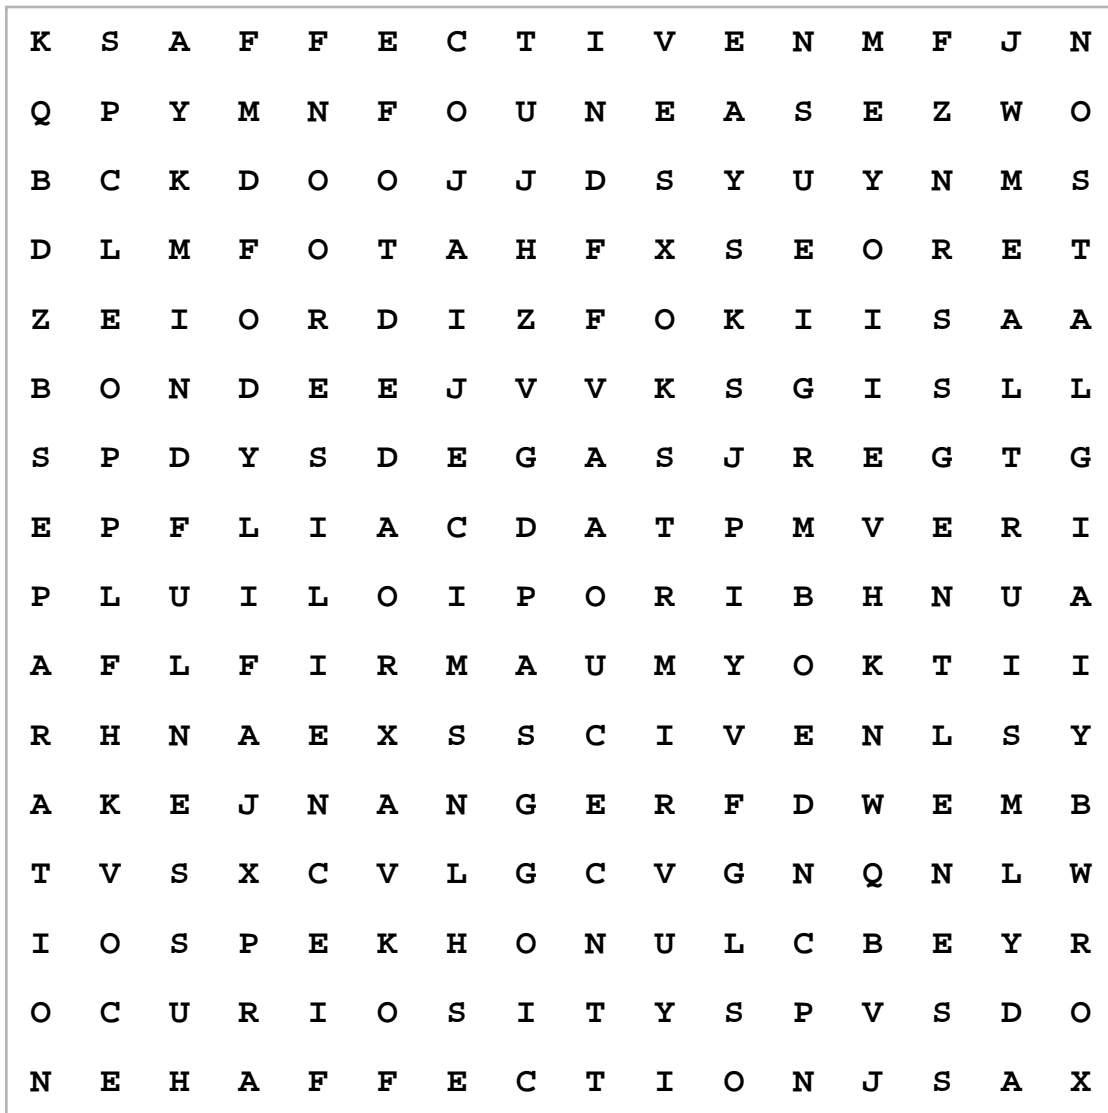 K S A F F E C T I V E N M F J N
Q P Y M N F O U N E A S E Z W O
B C K D O O J J D S Y U Y N M S
D L M F O T A H F X S E O R E T
Z E I O R D I Z F O K I I S A A
B O N D E E J V V K S G I S L L
S P D Y S D E G A S J R E G T G
E P F L I A C D A T P M V E R I
P L U I L O I P O R I B H N U A
A F L F I R M A U M Y O K T I I
R H N A E X S S C I V E N L S Y
A K E J N A N G E R F D W E M B
T V S X C V L G C V G N Q N L W
I O S P E K H O N U L C B E Y R
O C U R I O S I T Y S P V S D O
N E H A F F E C T I O N J S A X